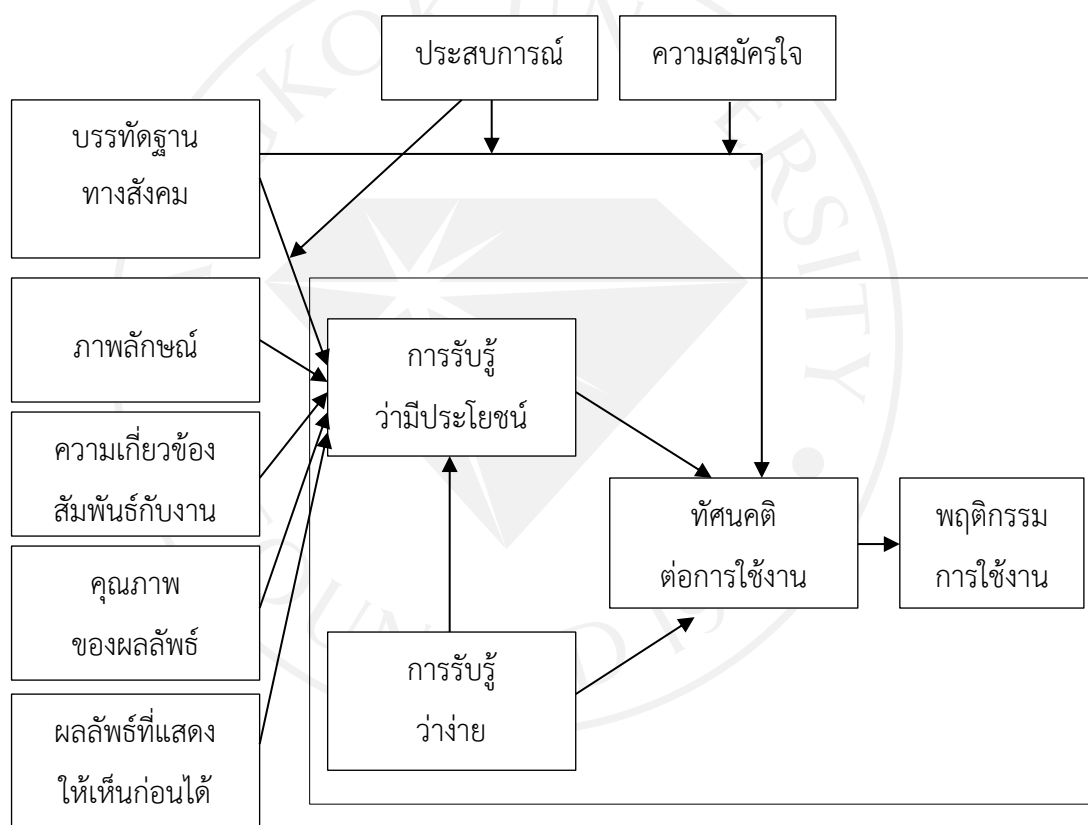 ประสบการณ์
ความสมัครใจ
บรรทัดฐาน
ทางสังคม
ภาพลักษณ์
การรับรู้
ว่ามีประโยชน์
ความเกี่ยวข้อง
สัมพันธ์กับงาน
ทัศนคติ
ต่อการใช้งาน
พฤติกรรม
การใช้งาน
คุณภาพ
ของผลลัพธ์
การรับรู้
ว่าง่าย
ผลลัพธ์ที่แสดง
ให้เห็นก่อนได้